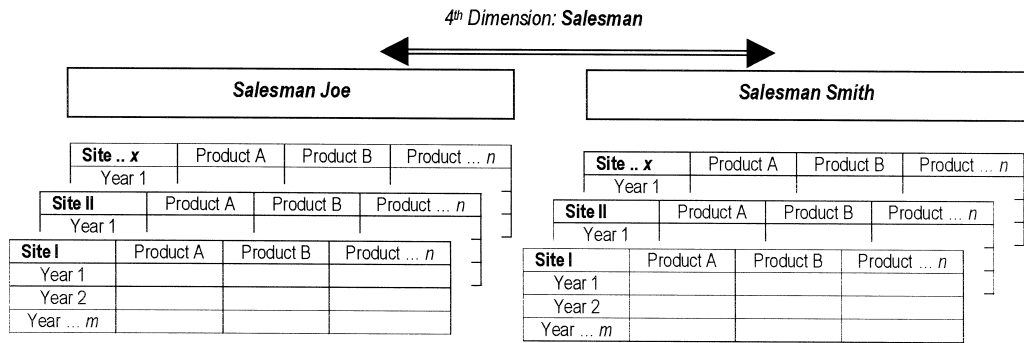 4th Dimension: Salesman
Salesman Joe
Salesman Smith
Site .. x Product A Product B Product ... n
Year 1
Site II Product A Product B Product ... n
Year 1
Site I Product A Product B Product ... n
Year 1
Year 2
Year ... m
Site .. x Product A Product B Product ... n
Year 1
Site II Product A Product B Product ... n
Year 1
Site I Product A Product B Product ... n
Year 1
Year 2
Year ... m